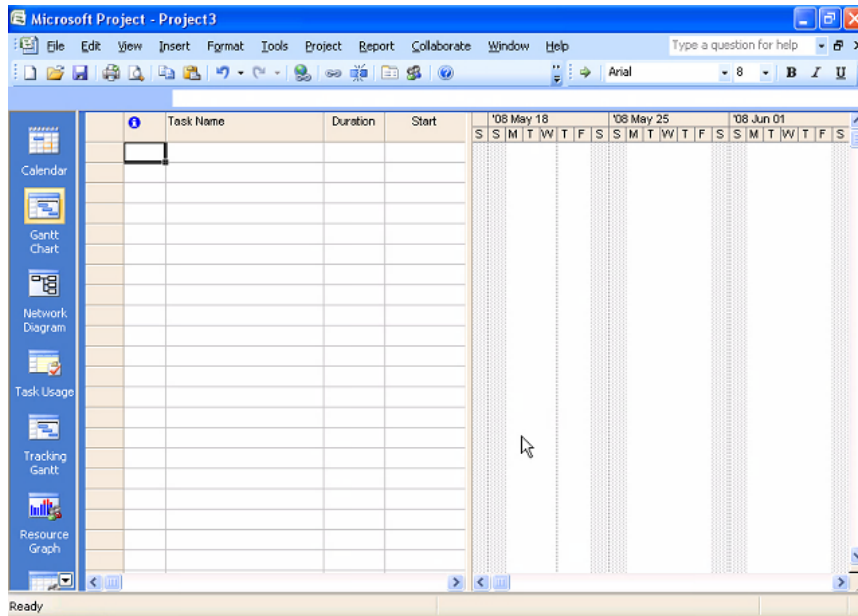 Microsoft Project - Project3
File Edit View Insert Format Tools Project Report Collaborate Window Help Type a question for help
Arial 8 B I U
Task Name Duration Start '08 May 18 '08 May 25 '08 Jun 01
S S M T W T F S S M T W T F S S M T W T F S
Calendar
Gantt
Chart
Network
Diagram
Task Usage
Tracking
Gantt
Resource
Graph
Ready